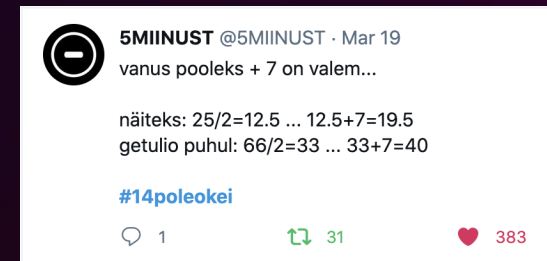 5MIINUST @5MIINUST · Mar 19
vanus pooleks + 7 on valem...
näiteks: 25/2=12.5 ... 12.5+7=19.5
getulio puhul: 66/2=33 ... 33+7=40
#14poleokei
1 31 383